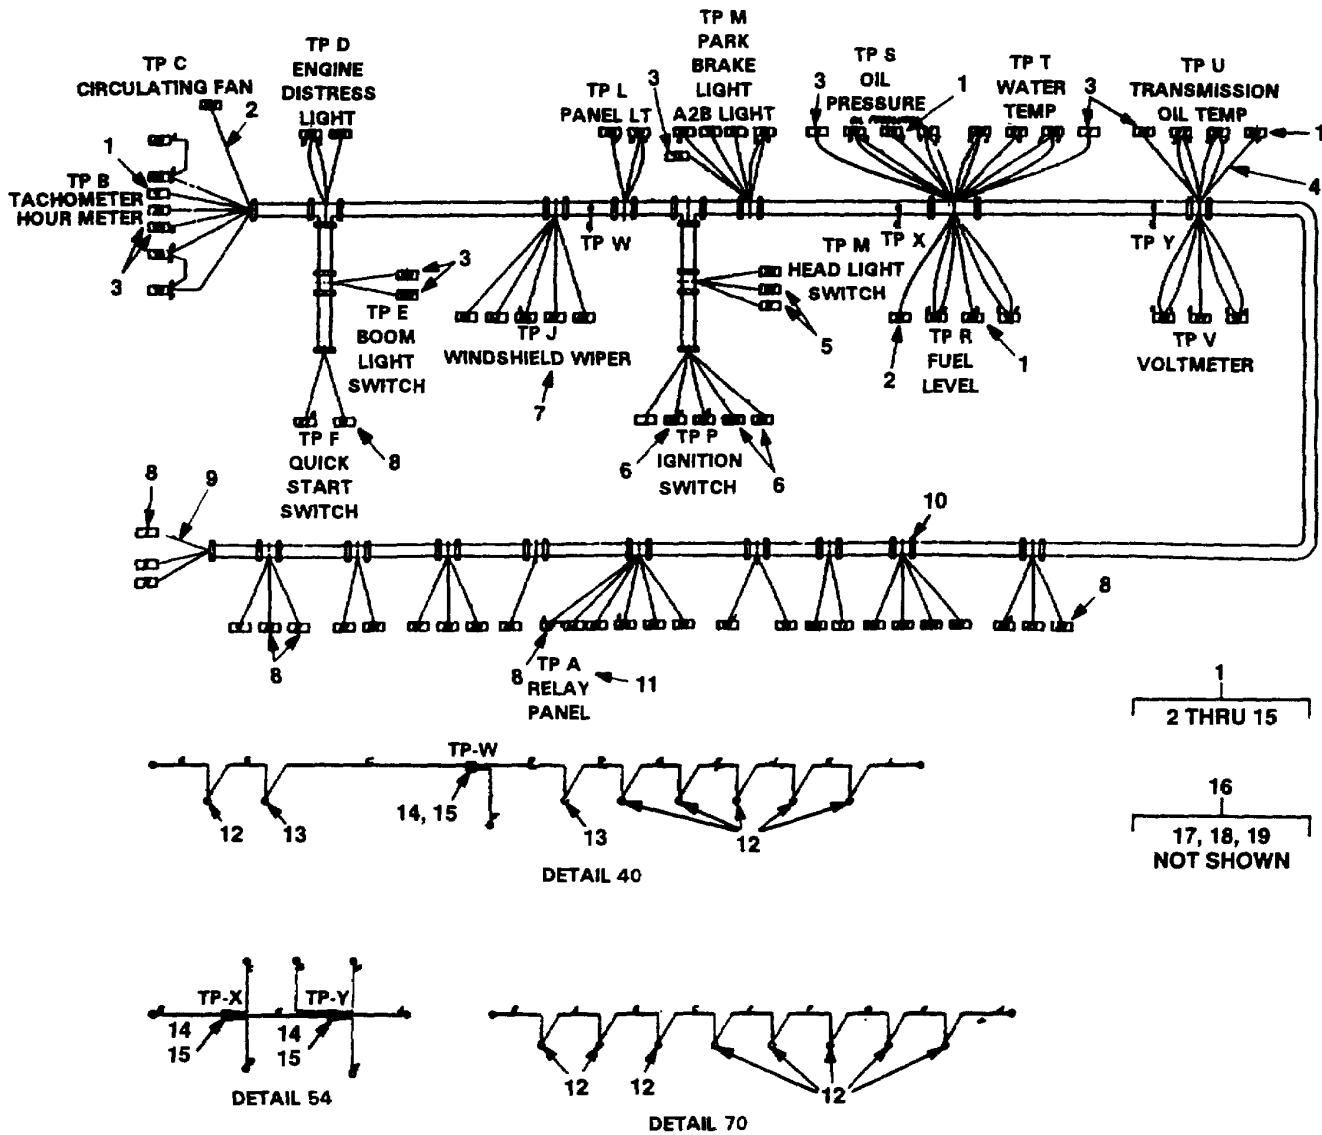 TP C
CIRCULATING FAN
2
TP D
ENGINE
DISTRESS
LIGHT
TP L
PANEL LT
3
TP M
PARK
BRAKE
LIGHT
A2B LIGHT
3
TP S
OIL
PRESSURE
1
TP T
WATER
TEMP
3
TP U
TRANSMISSION
OIL TEMP
1
4
1
TP B
TACHOMETER
HOUR METER
3
TP W
TP X
TP Y
3
TP E
BOOM
LIGHT
SWITCH
TP J
WINDSHIELD WIPER
7
TP M
HEAD LIGHT
SWITCH
5
2
TP R
FUEL
LEVEL
1
TP V
VOLTMETER
TP F
QUICK
START
SWITCH
8
6
TP P
IGNITION
SWITCH
6
8
9
10
8
8
8
TP A
RELAY
PANEL
11
1
2 THRU 15
16
17, 18, 19
NOT SHOWN
TP-W
14, 15
12
13
13
12
DETAIL 40
TP-X
TP-Y
14
15
14
15
DETAIL 54
12
12
12
DETAIL 70